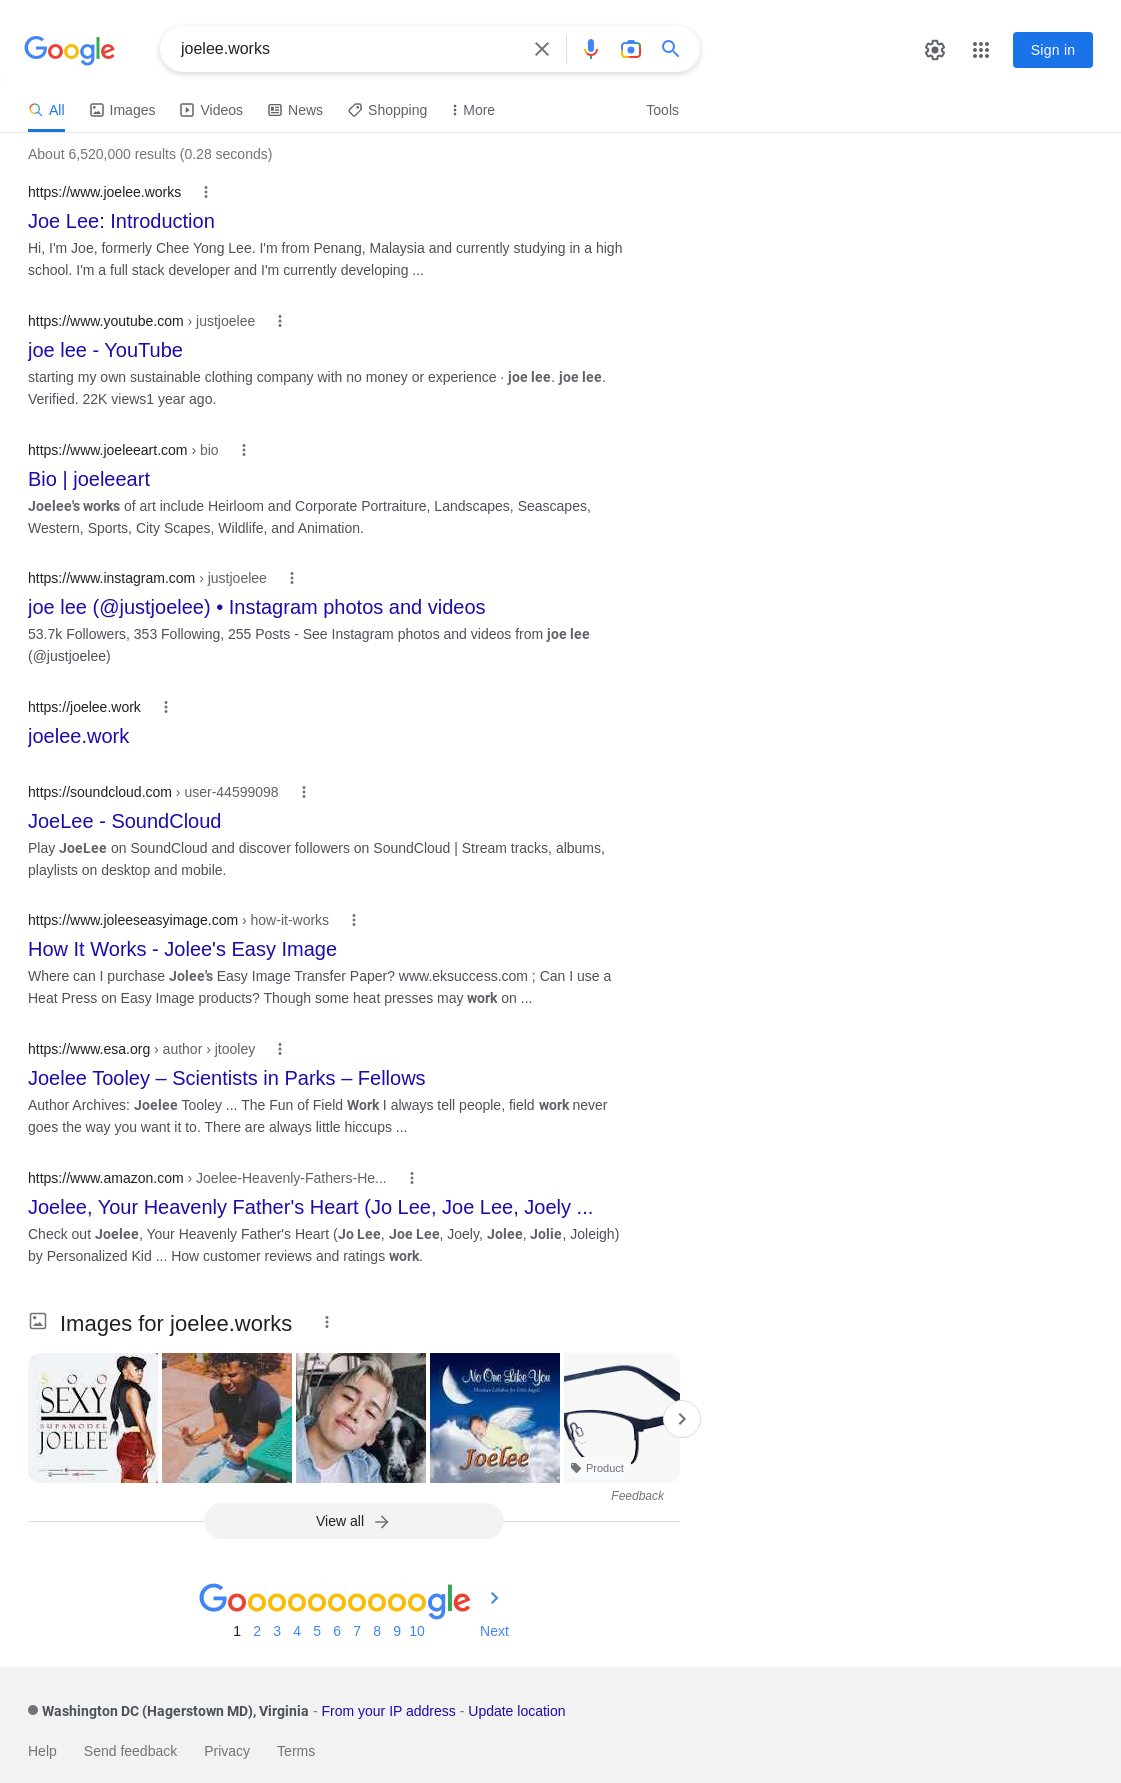 Google
joelee.works
Sign in
All
Images
Videos
News
Shopping
More
Tools
About 6,520,000 results (0.28 seconds)
https://www.joelee.works
Joe Lee: Introduction
Hi, I'm Joe, formerly Chee Yong Lee. I'm from Penang, Malaysia and currently studying in a high
school. I'm a full stack developer and I'm currently developing ...
https://www.youtube.com › justjoelee
joe lee - YouTube
starting my own sustainable clothing company with no money or experience · joe lee. joe lee.
Verified. 22K views1 year ago.
https://www.joeleeart.com › bio
Bio | joeleeart
Joelee's works of art include Heirloom and Corporate Portraiture, Landscapes, Seascapes,
Western, Sports, City Scapes, Wildlife, and Animation.
https://www.instagram.com › justjoelee
joe lee (@justjoelee) • Instagram photos and videos
53.7k Followers, 353 Following, 255 Posts - See Instagram photos and videos from joe lee
(@justjoelee)
https://joelee.work
joelee.work
https://soundcloud.com › user-44599098
JoeLee - SoundCloud
Play JoeLee on SoundCloud and discover followers on SoundCloud | Stream tracks, albums,
playlists on desktop and mobile.
https://www.joleeseasyimage.com › how-it-works
How It Works - Jolee's Easy Image
Where can I purchase Jolee's Easy Image Transfer Paper? www.eksuccess.com ; Can I use a
Heat Press on Easy Image products? Though some heat presses may work on ...
https://www.esa.org › author › jtooley
Joelee Tooley – Scientists in Parks – Fellows
Author Archives: Joelee Tooley ... The Fun of Field Work I always tell people, field work never
goes the way you want it to. There are always little hiccups ...
https://www.amazon.com › Joelee-Heavenly-Fathers-He...
Joelee, Your Heavenly Father's Heart (Jo Lee, Joe Lee, Joely ...
Check out Joelee, Your Heavenly Father's Heart (Jo Lee, Joe Lee, Joely, Jolee, Jolie, Joleigh)
by Personalized Kid ... How customer reviews and ratings work.
Images for joelee.works
SOO
SEXY
SUPAMODEL
JOELEE
No One Like You
Christian Lullabies for Little Angels
Joelee
Product
Feedback
View all
Goooooooooogle
1 2 3 4 5 6 7 8 9 10 Next
Washington DC (Hagerstown MD), Virginia - From your IP address - Update location
Help Send feedback Privacy Terms